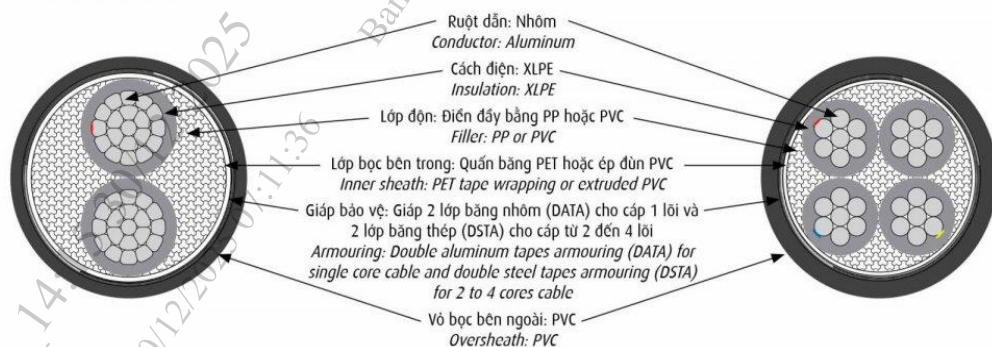 Ruột dẫn: Nhôm
Conductor: Aluminum
Cách điện: XLPE
Insulation: XLPE
Lớp độn: Điền đầy bằng PP hoặc PVC
Filler: PP or PVC
Lớp bọc bên trong: Quấn băng PET hoặc ép đùn PVC
Inner sheath: PET tape wrapping or extruded PVC
Giáp bảo vệ: Giáp 2 lớp băng nhôm (DATA) cho cáp 1 lõi và
2 lớp băng thép (DSTA) cho cáp từ 2 đến 4 lõi
Armouring: Double aluminum tapes armouring (DATA) for
single core cable and double steel tapes armouring (DSTA)
for 2 to 4 cores cable
Vỏ bọc bên ngoài: PVC
Oversheath: PVC